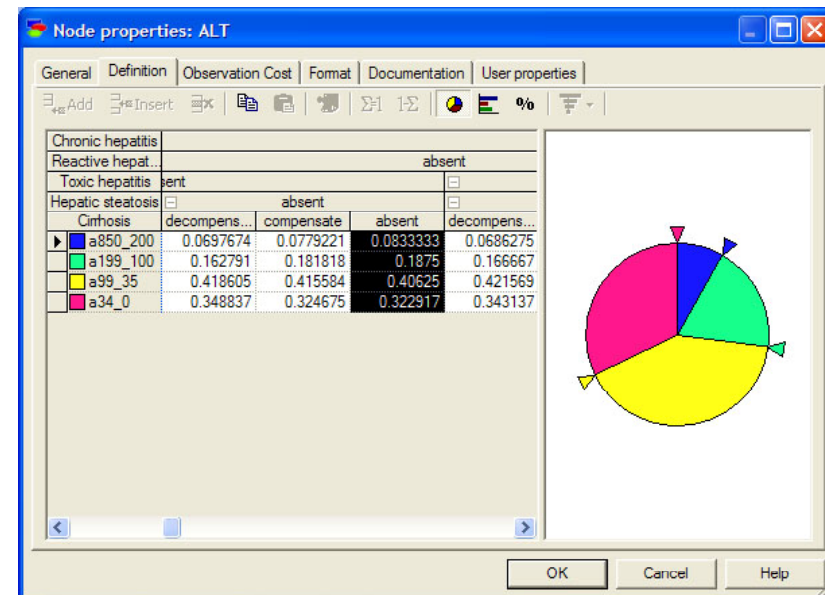 Node properties: ALT
General Definition Observation Cost Format Documentation User properties
Add Insert Σ=1 1-Σ %
Chronic hepatitis
Reactive hepat... absent
Toxic hepatitis sent
Hepatic steatosis absent
Cirrhosis decompens... compensate absent decompens...
a850_200 0.0697674 0.0779221 0.0833333 0.0686275
a199_100 0.162791 0.181818 0.1875 0.166667
a99_35 0.418605 0.415584 0.40625 0.421569
a34_0 0.348837 0.324675 0.322917 0.343137
OK Cancel Help